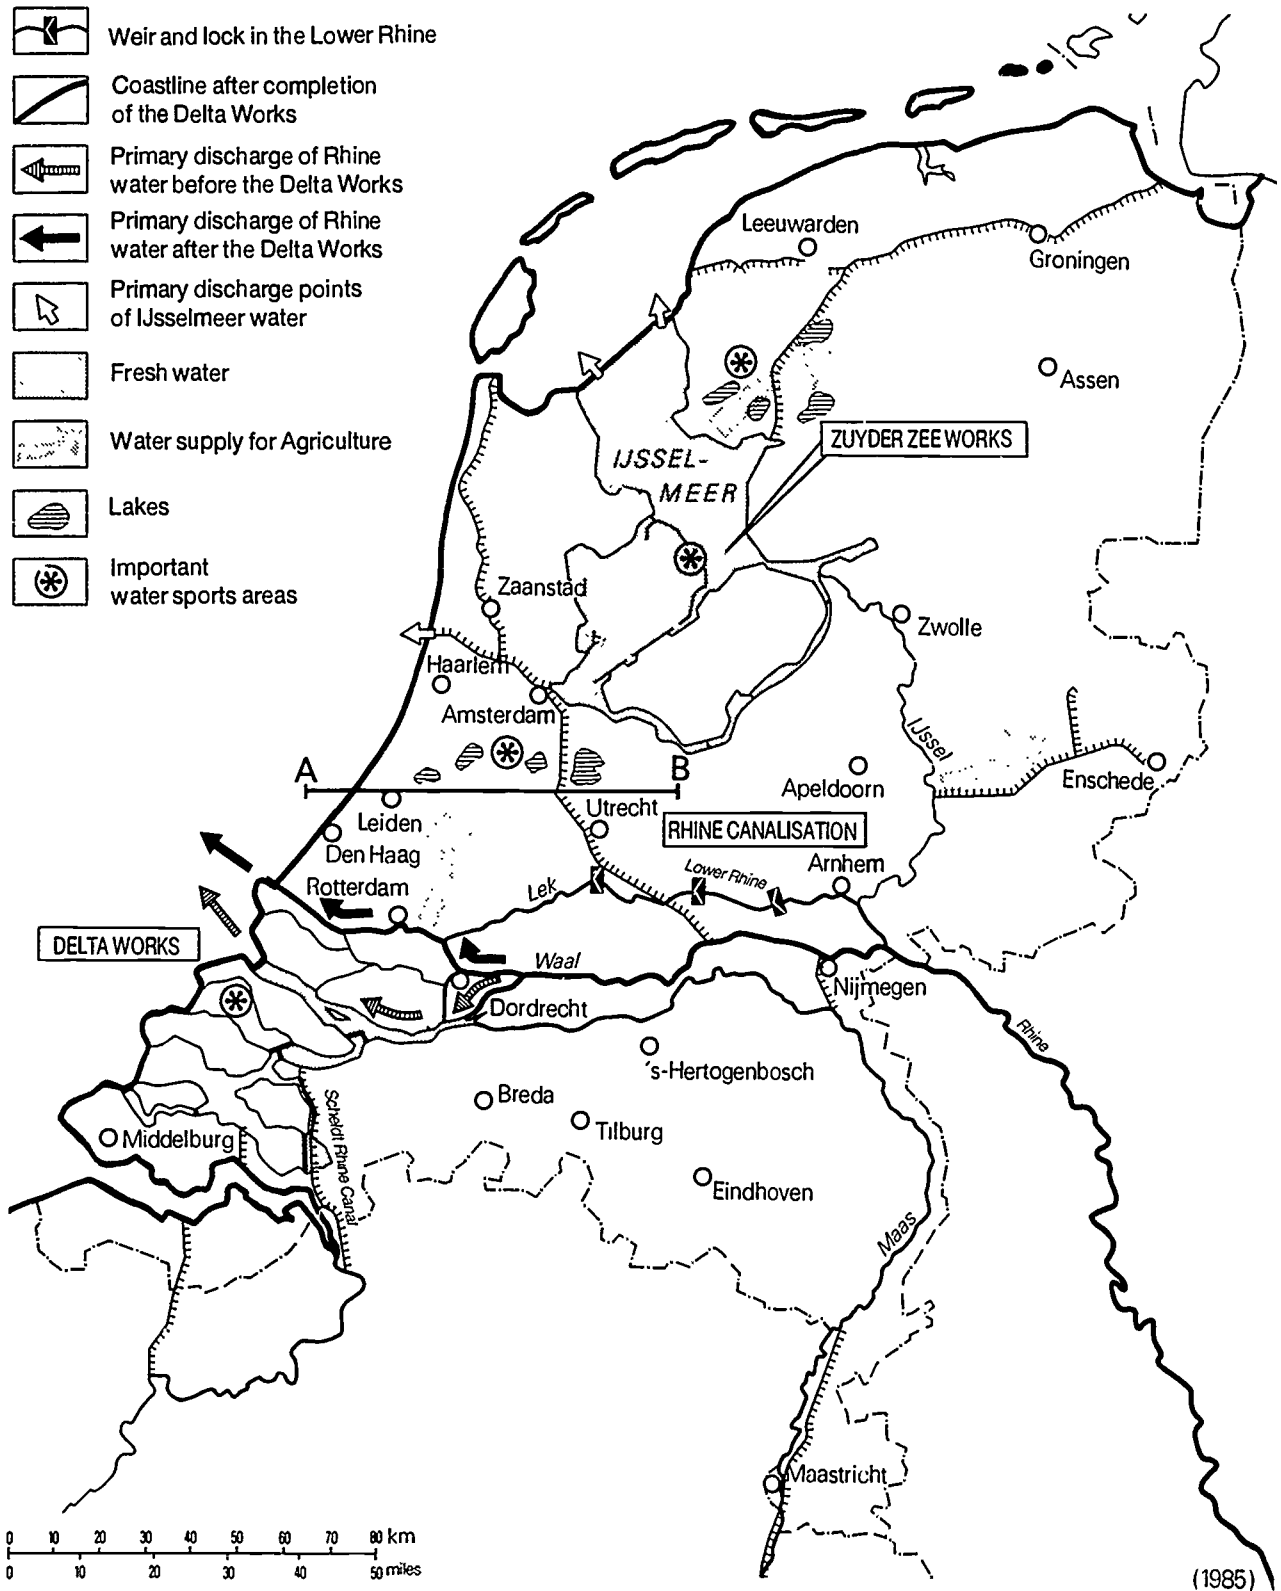 Weir and lock in the Lower Rhine
Coastline after completion
of the Delta Works
Primary discharge of Rhine
water before the Delta Works
Primary discharge of Rhine
water after the Delta Works
Primary discharge points
of IJsselmeer water
Fresh water
Water supply for Agriculture
Lakes
Important
water sports areas
Leeuwarden
Groningen
Assen
ZUYDER ZEE WORKS
IJSSEL-
MEER
Zaanstad
Zwolle
Haarlem
Amsterdam
IJssel
A
B
Apeldoorn
Enschede
Leiden
Utrecht
RHINE CANALISATION
Den Haag
Arnhem
Lower Rhine
Rotterdam
Lek
DELTA WORKS
Waal
Nijmegen
Dordrecht
Rhine
's-Hertogenbosch
Breda
Tilburg
Scheldt Rhine Canal
Middelburg
Eindhoven
Maas
Maastricht
0 10 20 30 40 50 60 70 80 km
0 10 20 30 40 50 miles
(1985)